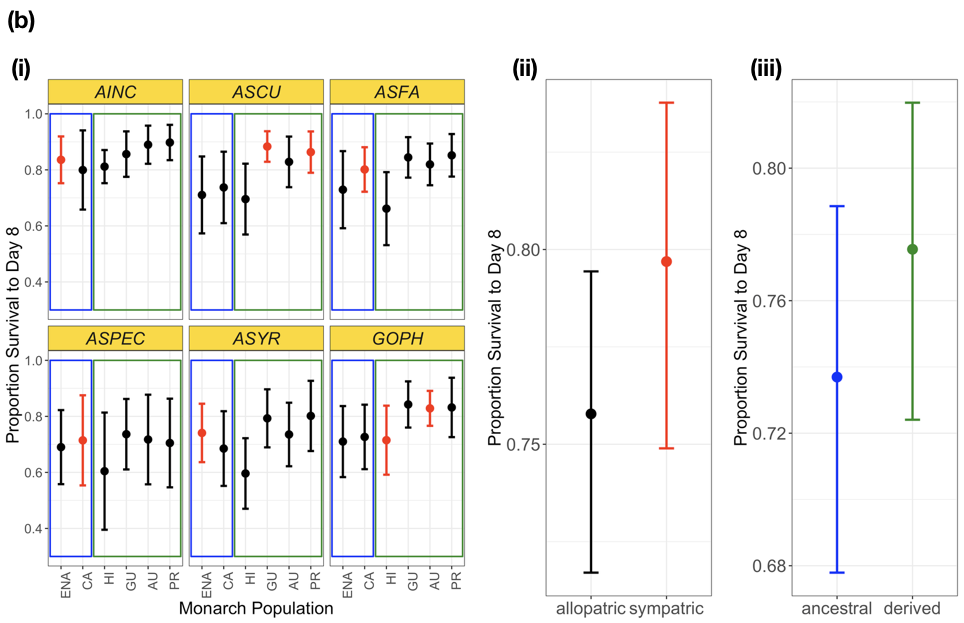 (b)
(i)
(ii)
(iii)
AINC
ASCU
ASFA
1.0
0.8
0.6
0.4
ASPEC
ASYR
GOPH
1.0
0.8
0.6
0.4
Proportion Survival to Day 8
ENA
CA
HI
GU
AU
PR
ENA
CA
HI
GU
AU
PR
ENA
CA
HI
GU
AU
PR
Monarch Population
Proportion Survival to Day 8
0.80
0.75
allopatric
sympatric
Proportion Survival to Day 8
0.80
0.76
0.72
0.68
ancestral
derived